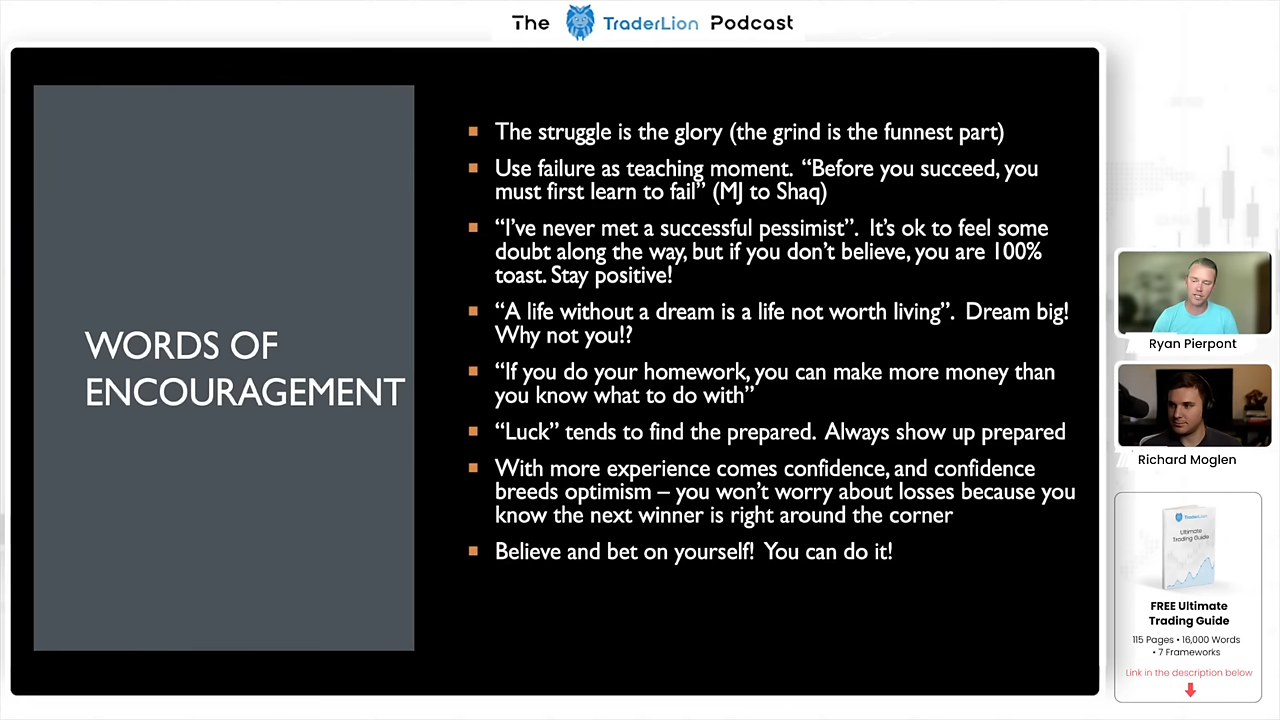 The TraderLion Podcast
WORDS OF
ENCOURAGEMENT
The struggle is the glory (the grind is the funnest part)
Use failure as teaching moment. “Before you succeed, you
must first learn to fail” (MJ to Shaq)
“I’ve never met a successful pessimist”. It’s ok to feel some
doubt along the way, but if you don’t believe, you are 100%
toast. Stay positive!
“A life without a dream is a life not worth living”. Dream big!
Why not you!?
“If you do your homework, you can make more money than
you know what to do with”
“Luck” tends to find the prepared. Always show up prepared
With more experience comes confidence, and confidence
breeds optimism – you won’t worry about losses because you
know the next winner is right around the corner
Believe and bet on yourself! You can do it!
Ryan Pierpont
Richard Moglen
TraderLion
Ultimate
Trading Guide
FREE Ultimate
Trading Guide
115 Pages • 16,000 Words
• 7 Frameworks
Link in the description below